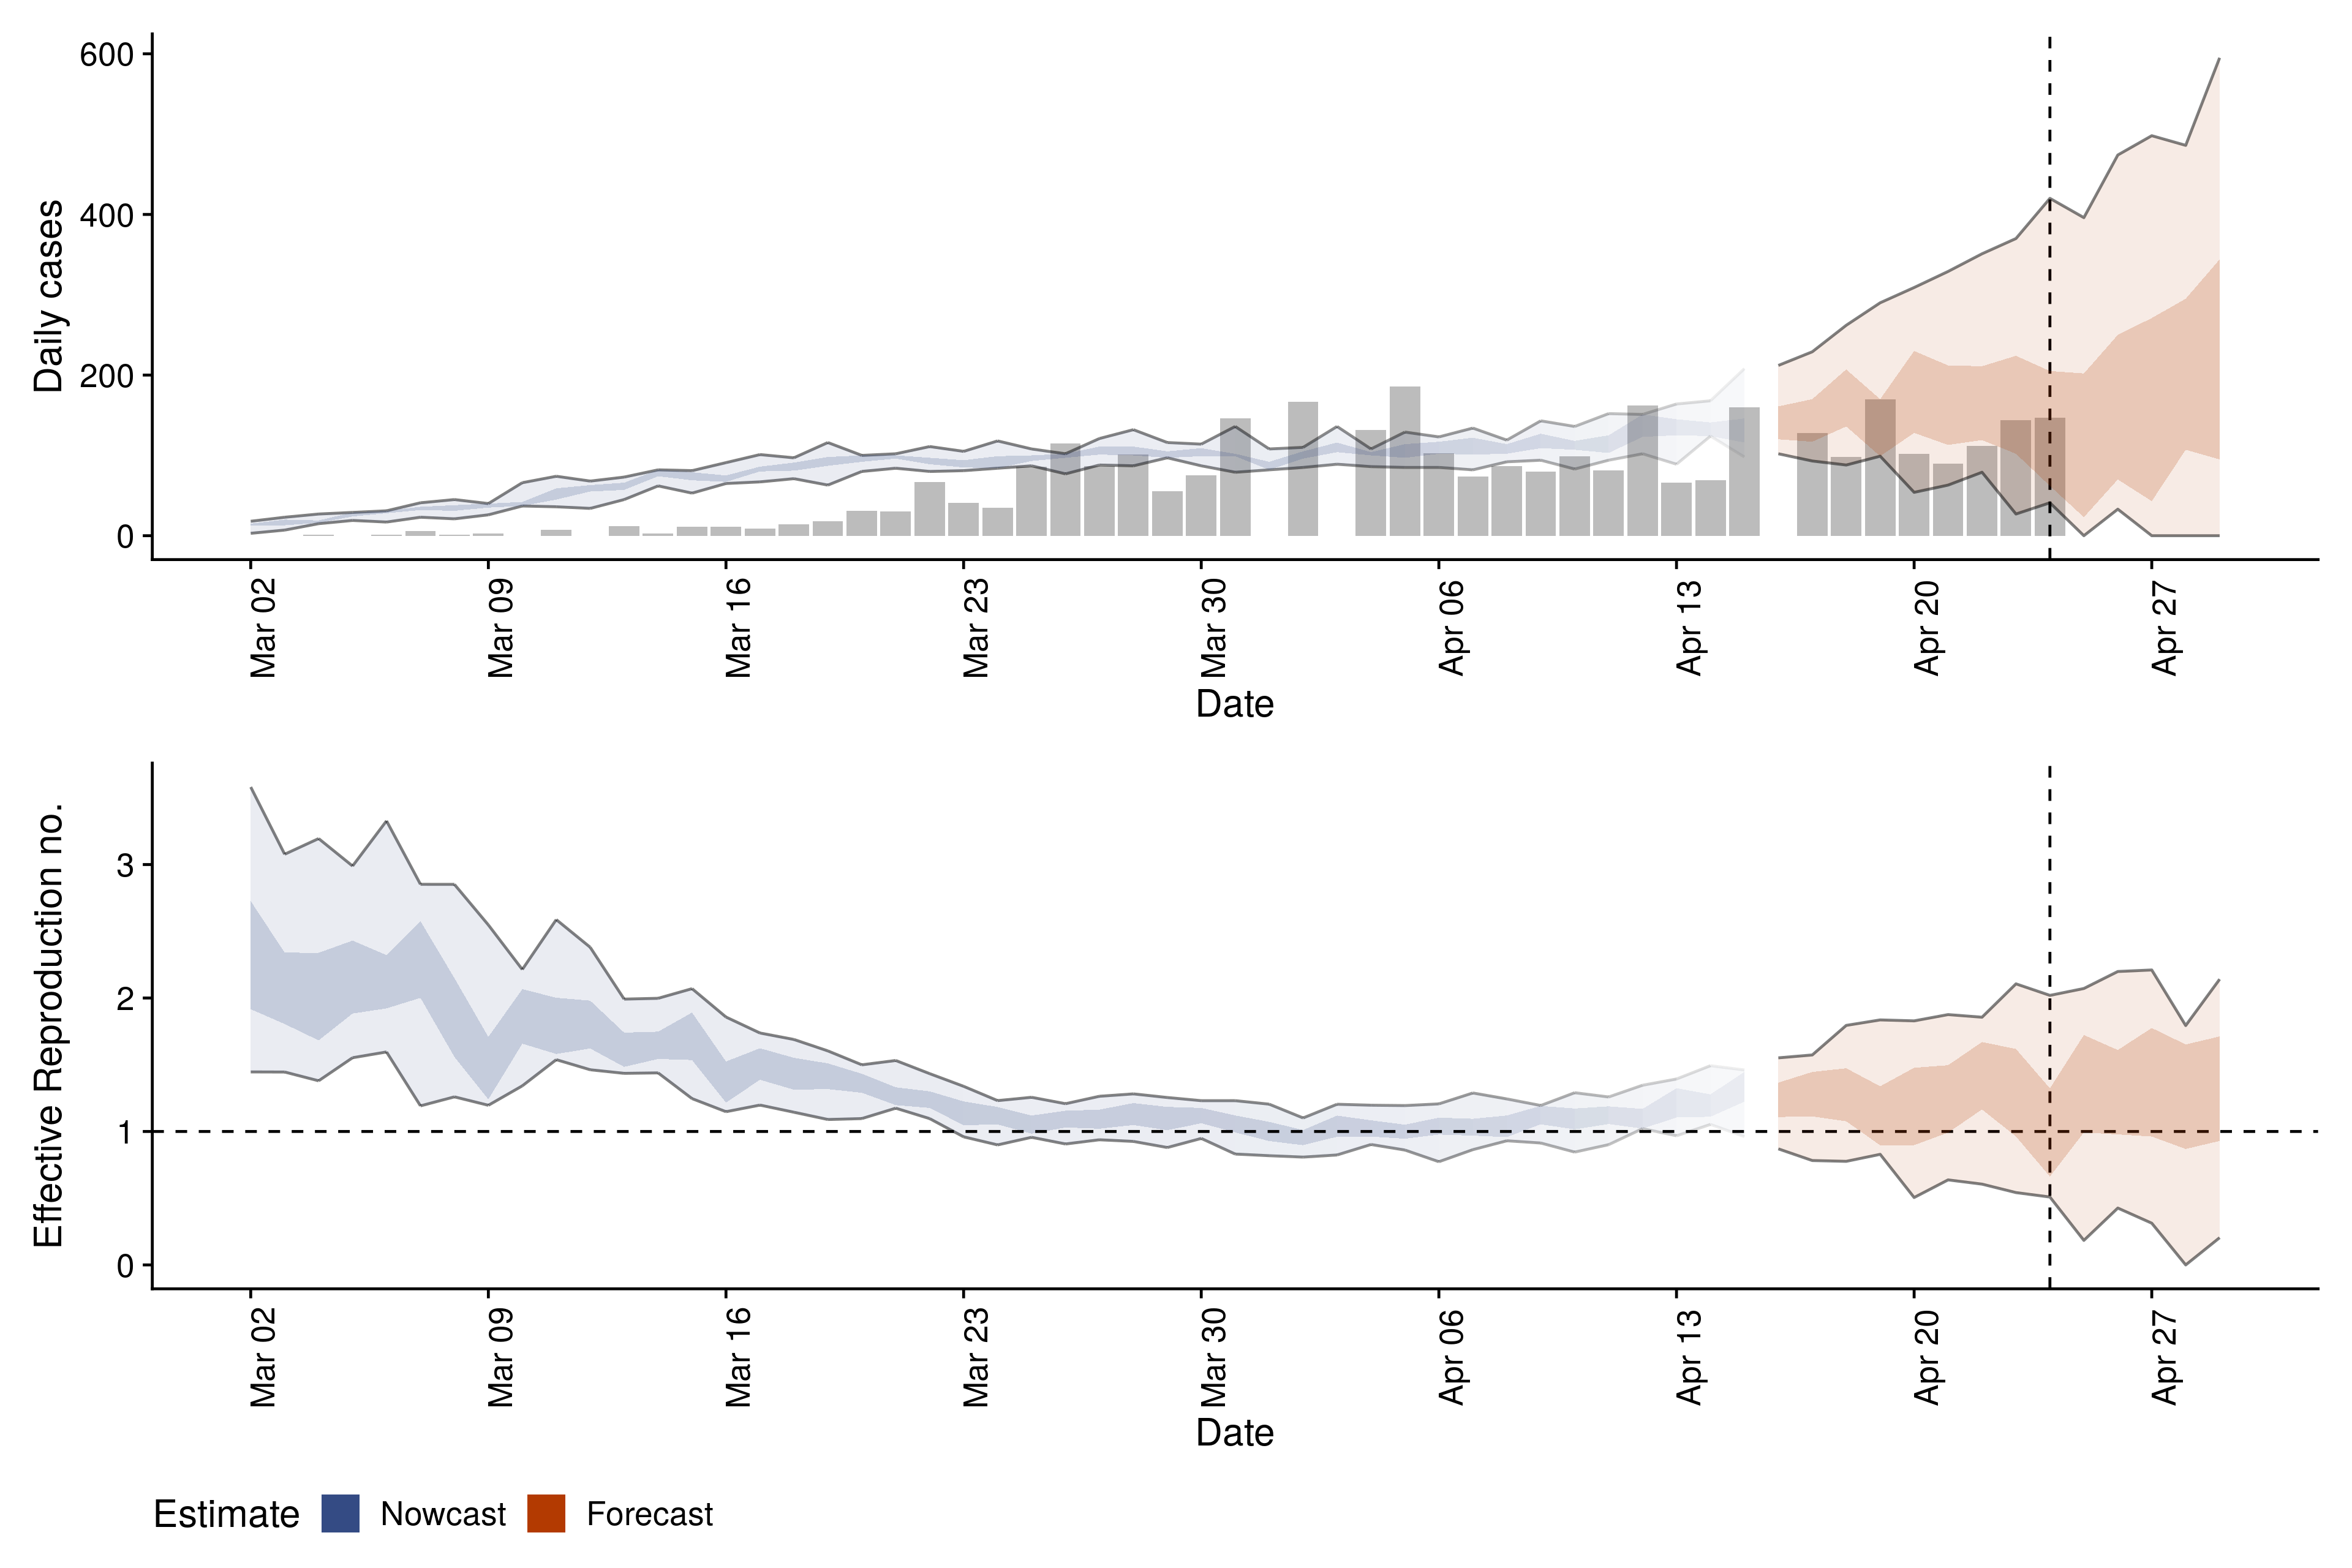 Daily cases
600
400
200
0
Mar 02
Mar 09
Mar 16
Mar 23
Mar 30
Apr 06
Apr 13
Apr 20
Apr 27
Date
Effective Reproduction no.
3
2
1
0
Mar 02
Mar 09
Mar 16
Mar 23
Mar 30
Apr 06
Apr 13
Apr 20
Apr 27
Date
Estimate Nowcast Forecast